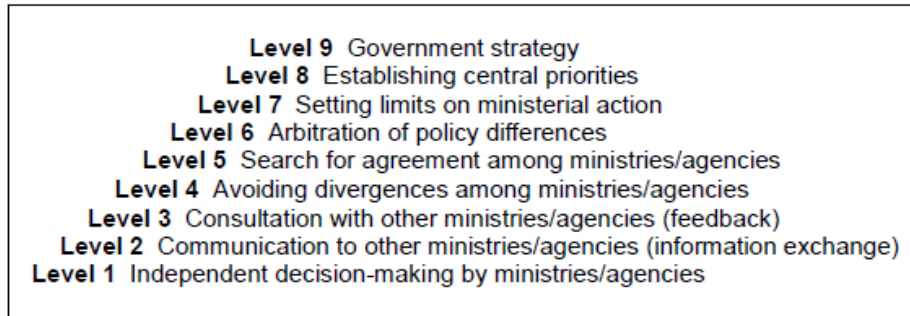 Level 9 Government strategy
Level 8 Establishing central priorities
Level 7 Setting limits on ministerial action
Level 6 Arbitration of policy differences
Level 5 Search for agreement among ministries/agencies
Level 4 Avoiding divergences among ministries/agencies
Level 3 Consultation with other ministries/agencies (feedback)
Level 2 Communication to other ministries/agencies (information exchange)
Level 1 Independent decision-making by ministries/agencies